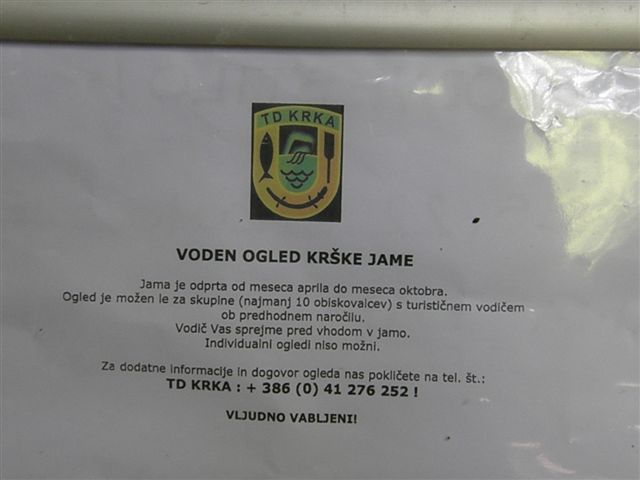 TD KRKA
VODEN OGLED KRŠKE JAME
Jama je odprta od meseca aprila do meseca oktobra.
Ogled je možen le za skupine (najmanj 10 obiskovalcev) s turističnem vodičem
ob predhodnem naročilu.
Vodič Vas sprejme pred vhodom v jamo.
Individualni ogledi niso možni.
Za dodatne informacije in dogovor ogleda nas pokličete na tel. št.:
TD KRKA : + 386 (0) 41 276 252 !
VLJUDNO VABLJENI!